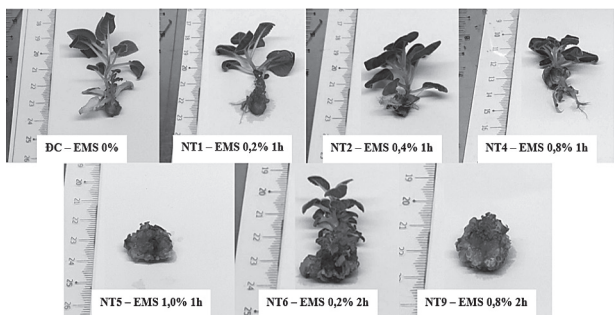 ĐC – EMS 0%
NT1 – EMS 0,2% 1h
NT2 – EMS 0,4% 1h
NT4 – EMS 0,8% 1h
NT5 – EMS 1,0% 1h
NT6 – EMS 0,2% 2h
NT9 – EMS 0,8% 2h